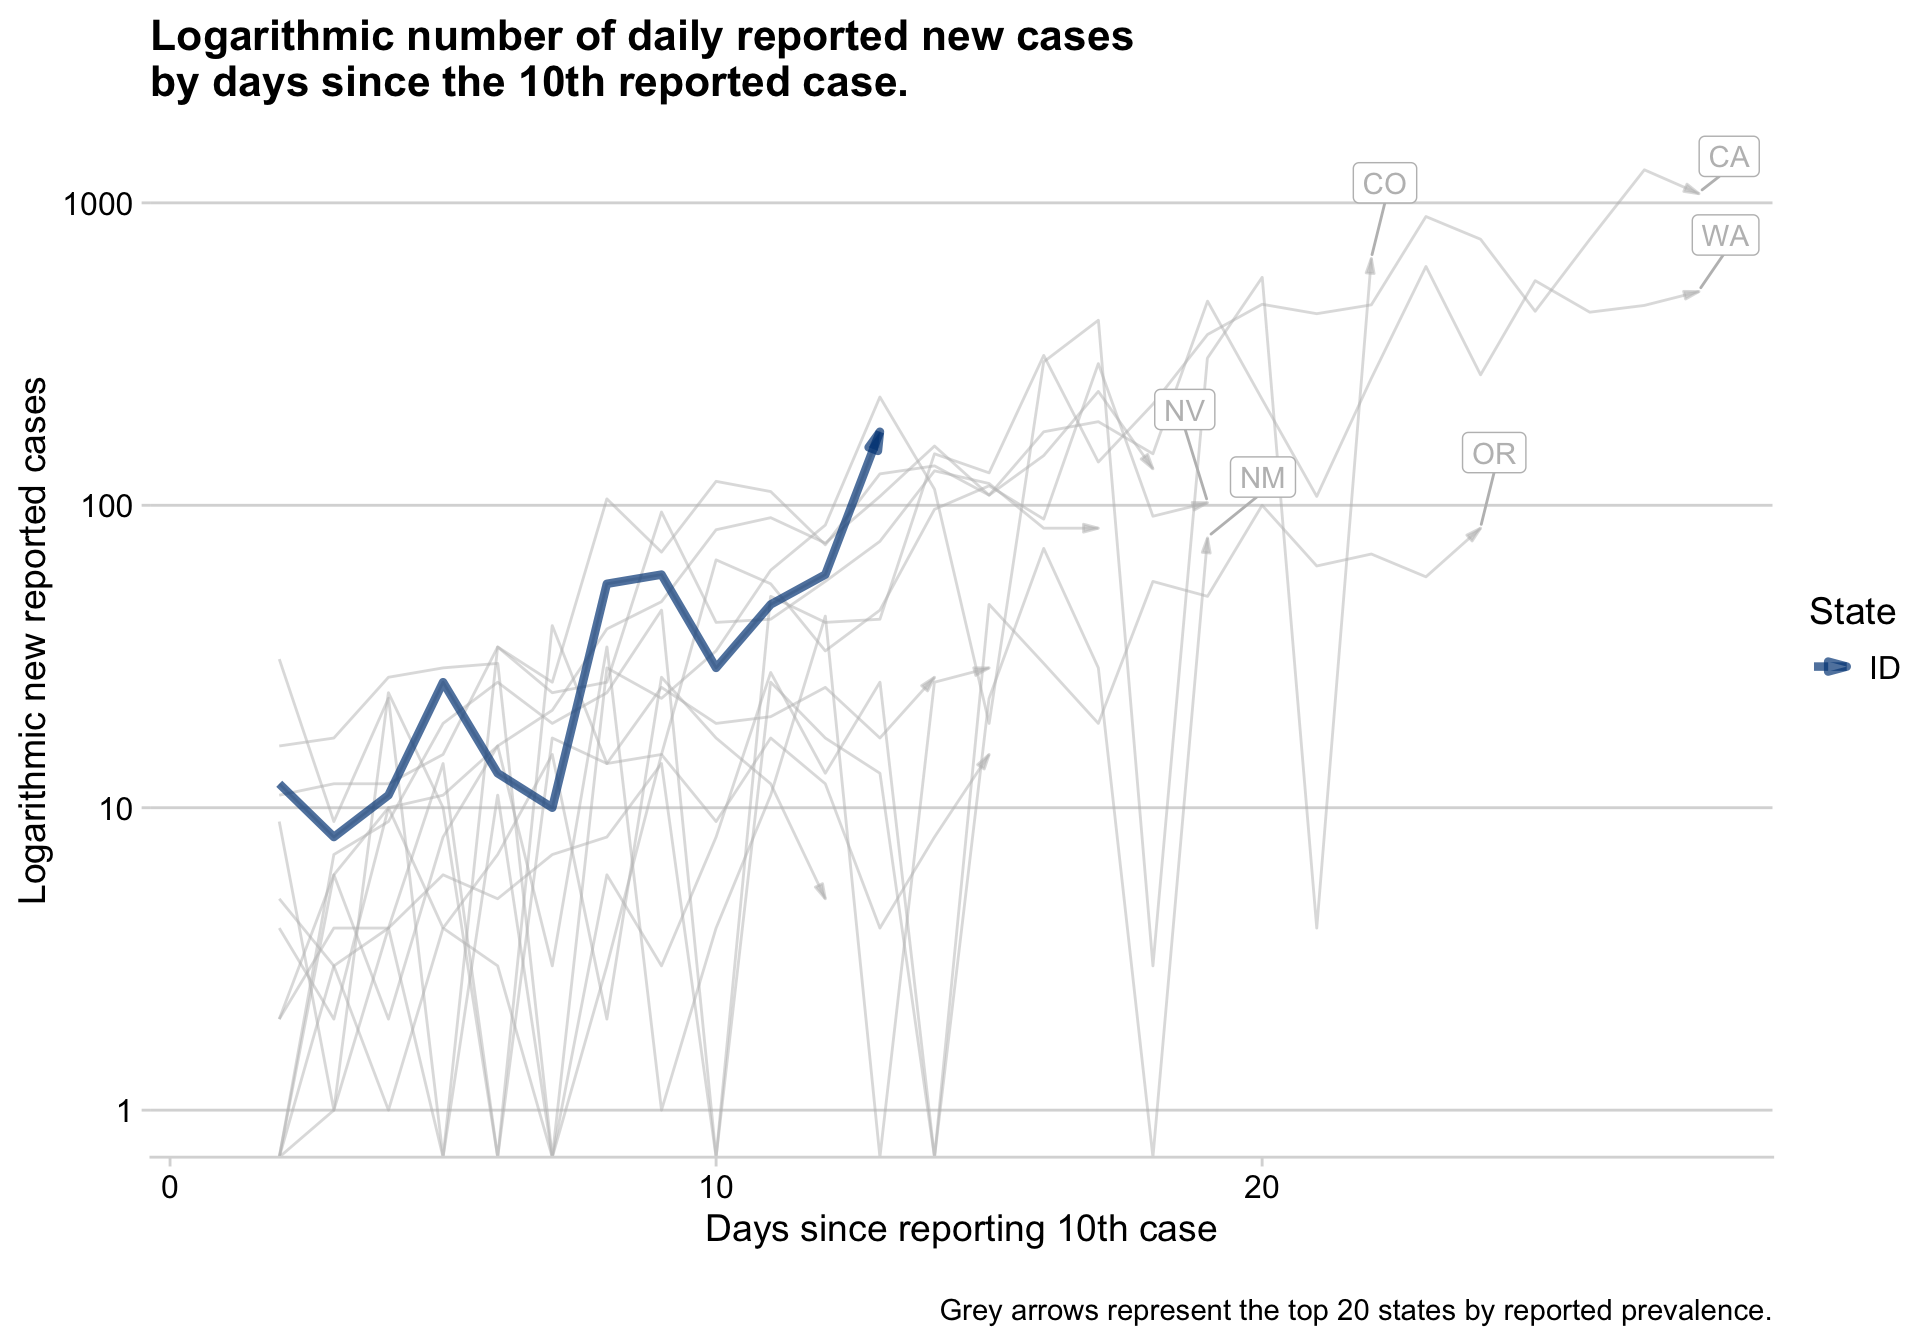 Logarithmic number of daily reported new cases
by days since the 10th reported case.
CA
CO
1000
WA
NV
OR
NM
100
Logarithmic new reported cases
State
ID
10
1
0 10 20
Days since reporting 10th case
Grey arrows represent the top 20 states by reported prevalence.